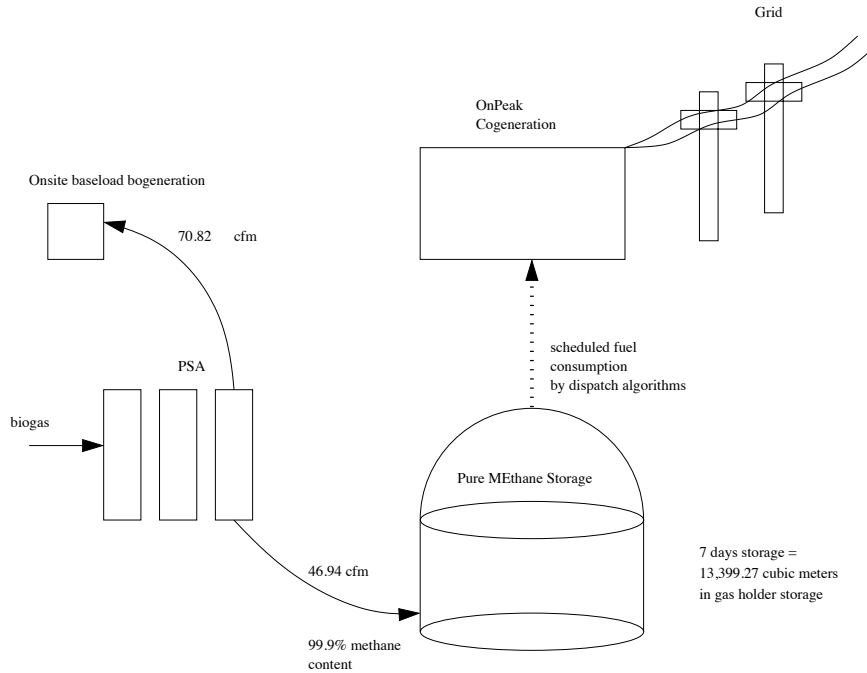 Grid
OnPeak
Cogeneration
Onsite baseload bogeneration
70.82 cfm
PSA
scheduled fuel
consumption
by dispatch algorithms
biogas
Pure MEthane Storage
46.94 cfm
7 days storage =
13,399.27 cubic meters
in gas holder storage
99.9% methane
content